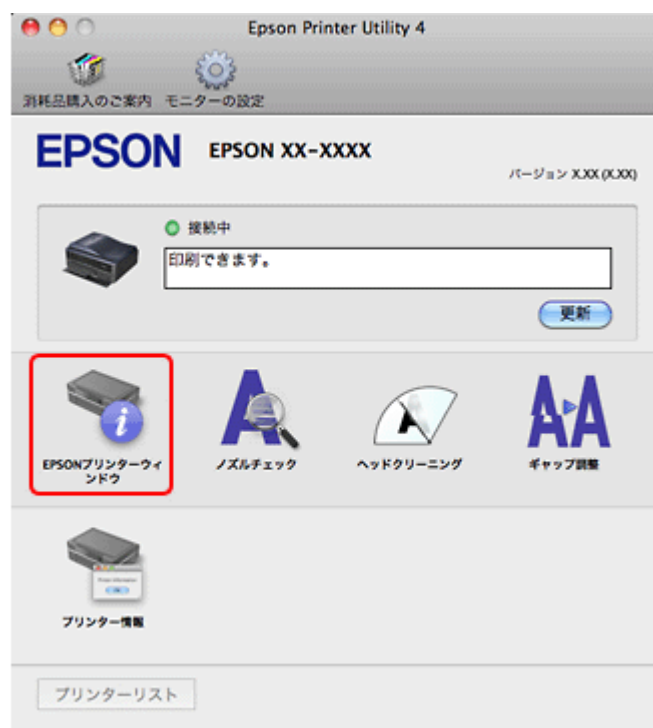 Epson Printer Utility 4
消耗品購入のご案内 モニターの設定
EPSON EPSON XX-XXXX
バージョン X.XX (X.XX)
接続中
印刷できます。
更新
EPSONプリンターウィ
ンドウ
ノズルチェック
ヘッドクリーニング
ギャップ調整
プリンター情報
プリンターリスト